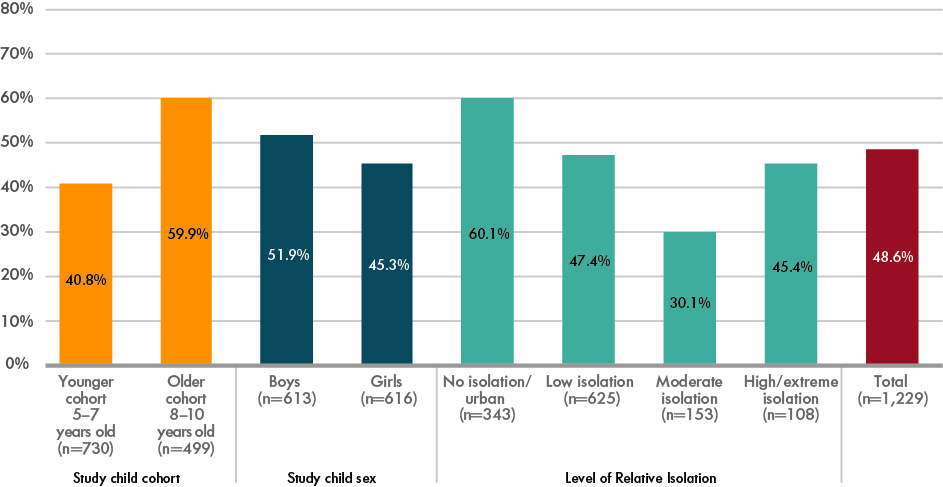 80%
70%
60%
50%
40%
30%
20%
10%
0%
40.8%
59.9%
51.9%
45.3%
60.1%
47.4%
30.1%
45.4%
48.6%
Younger
cohort
5–7
years old
(n=730)
Older
cohort
8–10
years old
(n=499)
Boys
(n=613)
Girls
(n=616)
No isolation/
urban
(n=343)
Low isolation
(n=625)
Moderate
isolation
(n=153)
High/extreme
isolation
(n=108)
Total
(n=1,229)
Study child cohort
Study child sex
Level of Relative Isolation